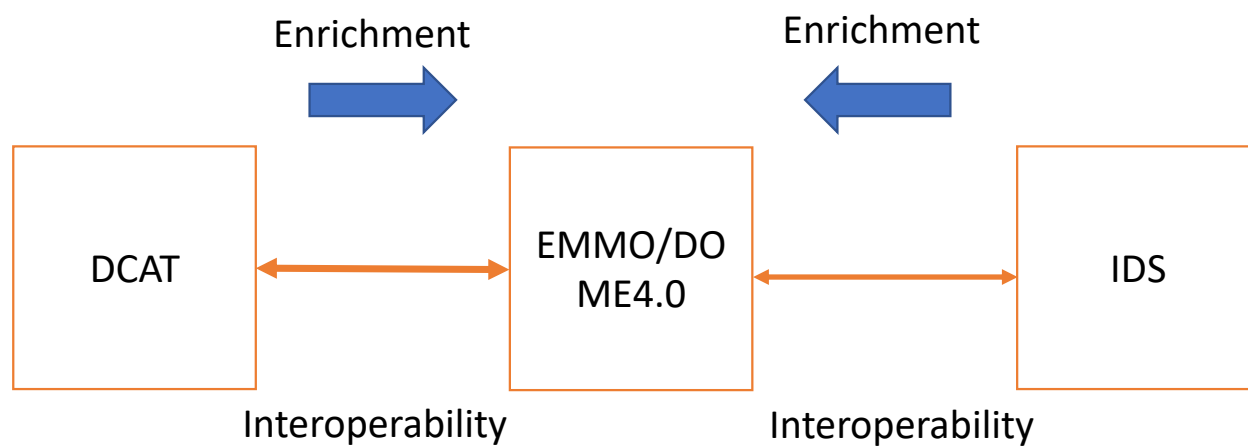 Enrichment
Enrichment
DCAT
EMMO/DO
ME4.0
IDS
Interoperability
Interoperability